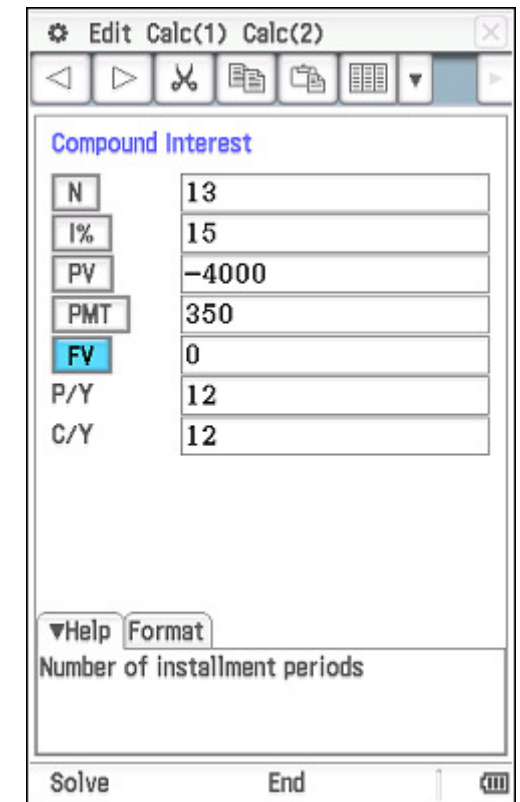 Edit Calc(1) Calc(2)
Compound Interest
N 13
I% 15
PV −4000
PMT 350
FV 0
P/Y 12
C/Y 12
▼Help Format
Number of installment periods
Solve End